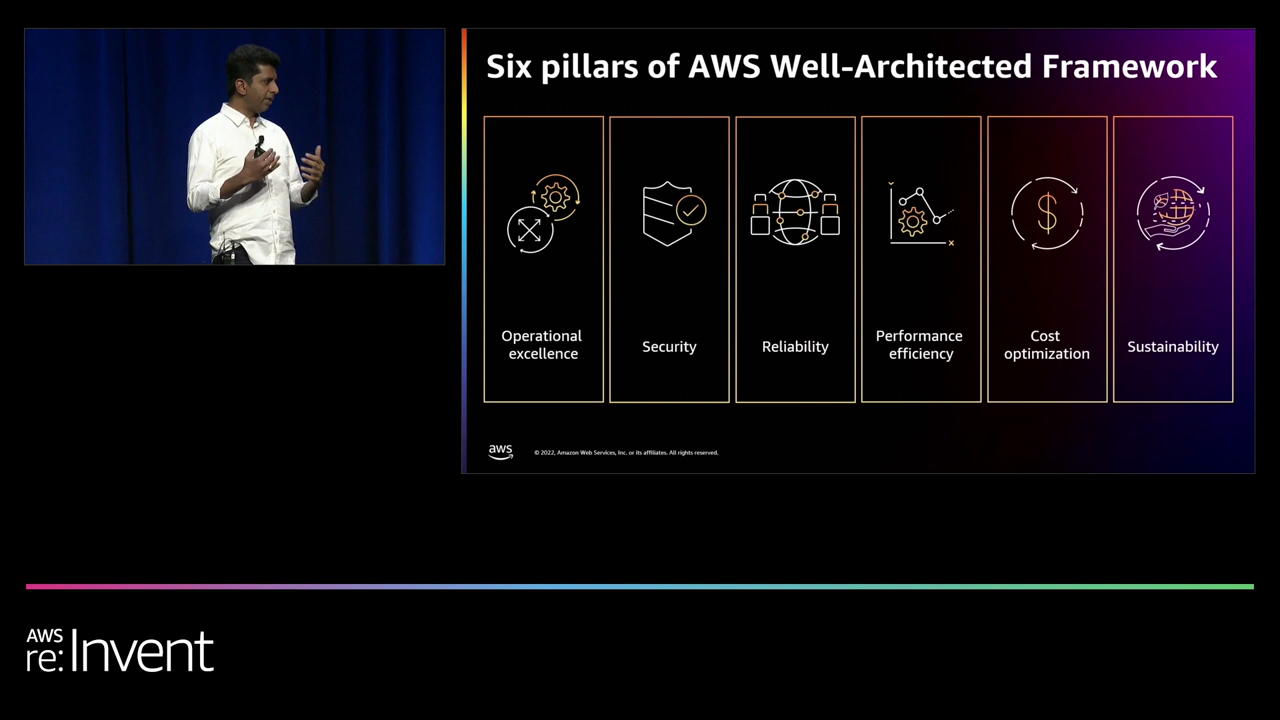 Six pillars of AWS Well-Architected Framework
Operational
excellence
Security
Reliability
Performance
efficiency
Cost
optimization
Sustainability
aws
© 2022, Amazon Web Services, Inc. or its affiliates. All rights reserved.
AWS
re:Invent